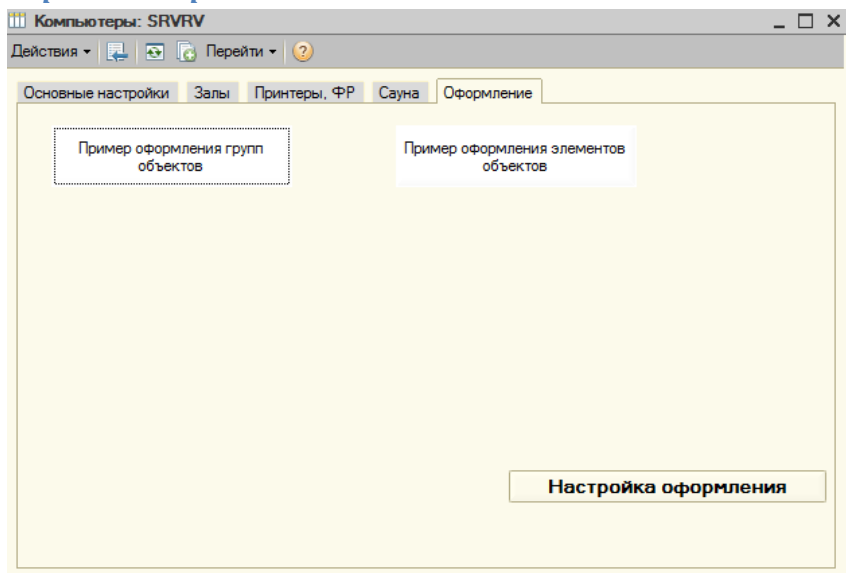 Компьютеры: SRVRV
Действия Перейти ?
Основные настройки Залы Принтеры, ФР Сауна Оформление
Пример оформления групп
объектов
Пример оформления элементов
объектов
Настройка оформления